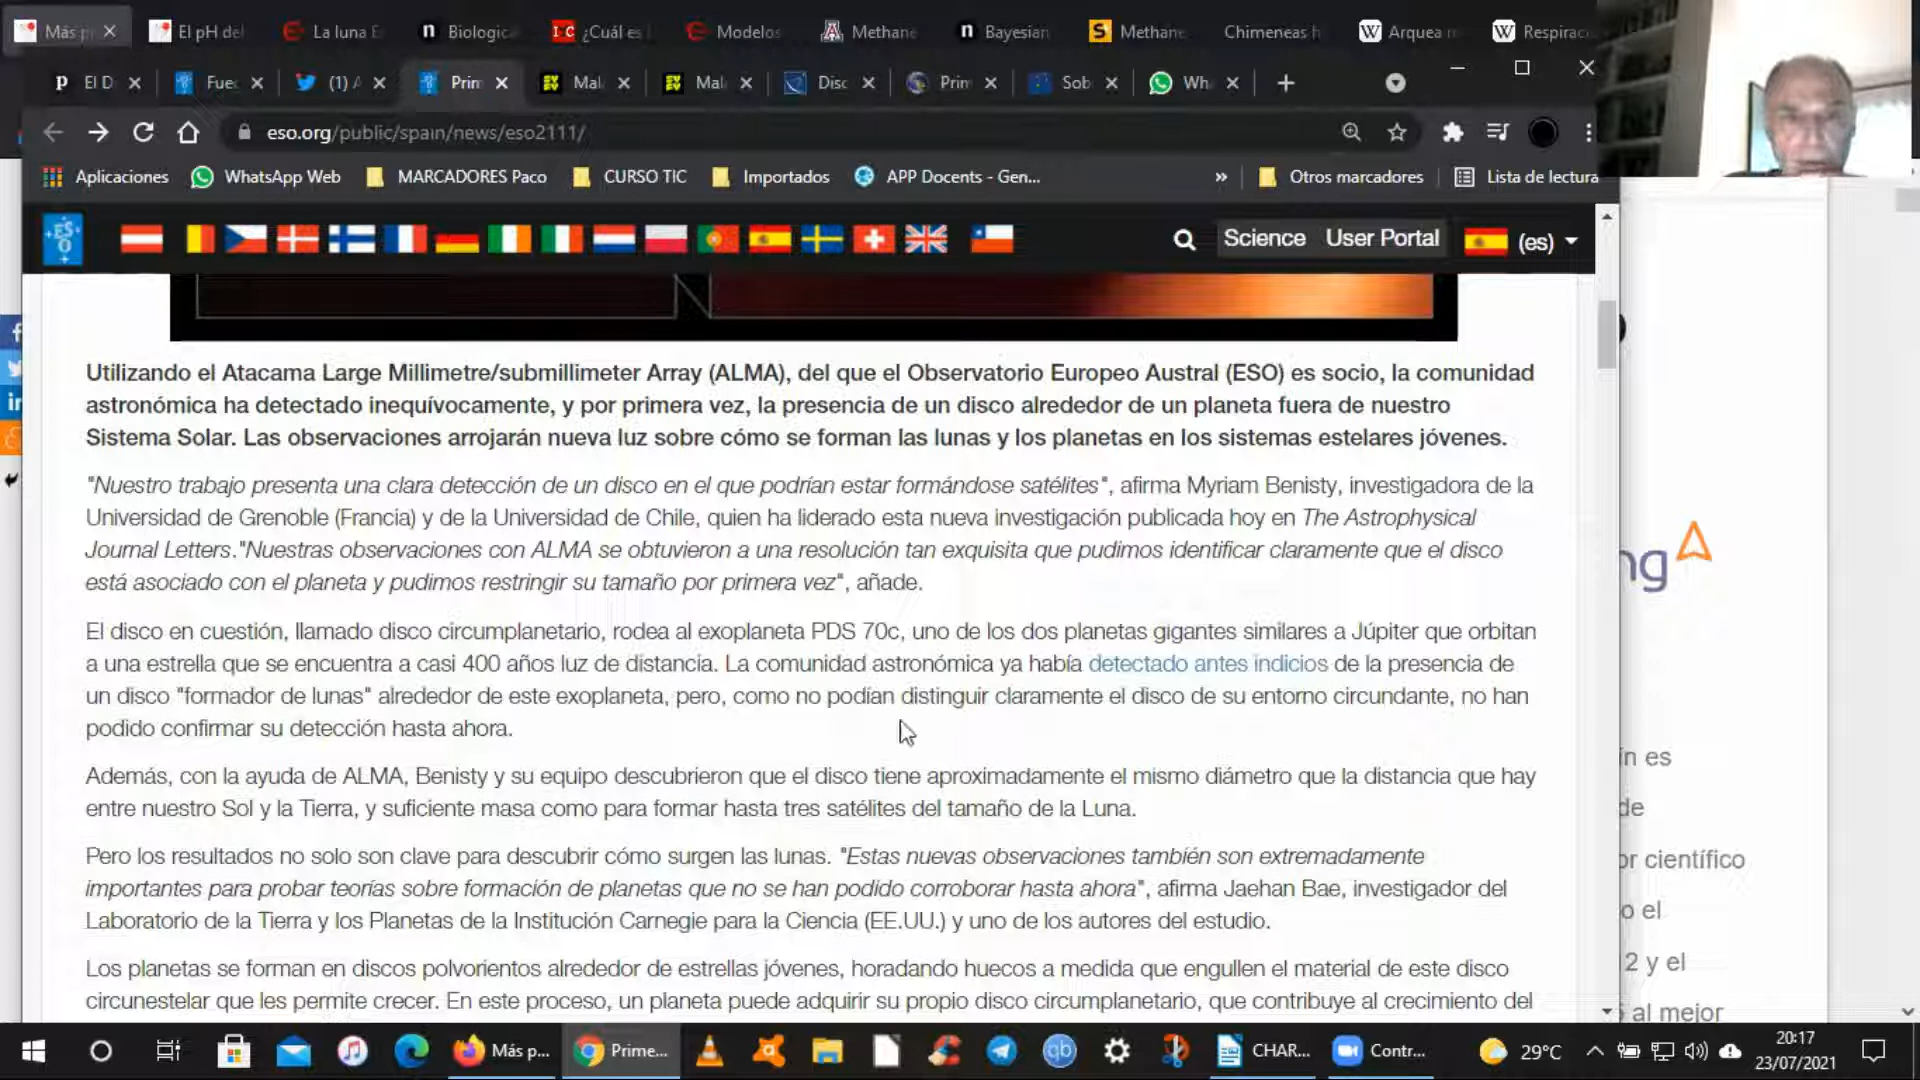 Más p
El pH del
La luna E
Biologica
¿Cuál es l
Modelos
Methane
Bayesian
Methane
Chimeneas h
Arquea m
Respiraci
El D
Fueg
(1) A
Prim
Mal
Mal
Disc
Prim
Sob
Wh
eso.org/public/spain/news/eso2111/
Aplicaciones
WhatsApp Web
MARCADORES Paco
CURSO TIC
Importados
APP Docents - Gen...
»
Otros marcadores
Lista de lectura
ESO
Science User Portal
(es)
Utilizando el Atacama Large Millimetre/submillimeter Array (ALMA), del que el Observatorio Europeo Austral (ESO) es socio, la comunidad
astronómica ha detectado inequívocamente, y por primera vez, la presencia de un disco alrededor de un planeta fuera de nuestro
Sistema Solar. Las observaciones arrojarán nueva luz sobre cómo se forman las lunas y los planetas en los sistemas estelares jóvenes.
"Nuestro trabajo presenta una clara detección de un disco en el que podrían estar formándose satélites", afirma Myriam Benisty, investigadora de la
Universidad de Grenoble (Francia) y de la Universidad de Chile, quien ha liderado esta nueva investigación publicada hoy en The Astrophysical
Journal Letters."Nuestras observaciones con ALMA se obtuvieron a una resolución tan exquisita que pudimos identificar claramente que el disco
está asociado con el planeta y pudimos restringir su tamaño por primera vez", añade.
El disco en cuestión, llamado disco circumplanetario, rodea al exoplaneta PDS 70c, uno de los dos planetas gigantes similares a Júpiter que orbitan
a una estrella que se encuentra a casi 400 años luz de distancia. La comunidad astronómica ya había detectado antes indicios de la presencia de
un disco "formador de lunas" alrededor de este exoplaneta, pero, como no podían distinguir claramente el disco de su entorno circundante, no han
podido confirmar su detección hasta ahora.
Además, con la ayuda de ALMA, Benisty y su equipo descubrieron que el disco tiene aproximadamente el mismo diámetro que la distancia que hay
entre nuestro Sol y la Tierra, y suficiente masa como para formar hasta tres satélites del tamaño de la Luna.
Pero los resultados no solo son clave para descubrir cómo surgen las lunas. "Estas nuevas observaciones también son extremadamente
importantes para probar teorías sobre formación de planetas que no se han podido corroborar hasta ahora", afirma Jaehan Bae, investigador del
Laboratorio de la Tierra y los Planetas de la Institución Carnegie para la Ciencia (EE.UU.) y uno de los autores del estudio.
Los planetas se forman en discos polvorientos alrededor de estrellas jóvenes, horadando huecos a medida que engullen el material de este disco
circunestelar que les permite crecer. En este proceso, un planeta puede adquirir su propio disco circumplanetario, que contribuye al crecimiento del
ng
ín es
de
or científico
o el
2 y el
al mejor
Más p...
Prime...
CHAR...
Contr...
29°C
20:17
23/07/2021